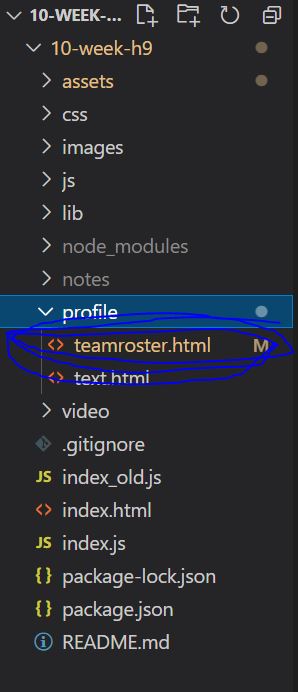 10-WEEK-...
10-week-h9
assets
css
images
js
lib
node_modules
notes
profile
<> teamroster.html M
<> text.html
video
.gitignore
JS index_old.js
<> index.html
JS index.js
{} package-lock.json
{} package.json
README.md